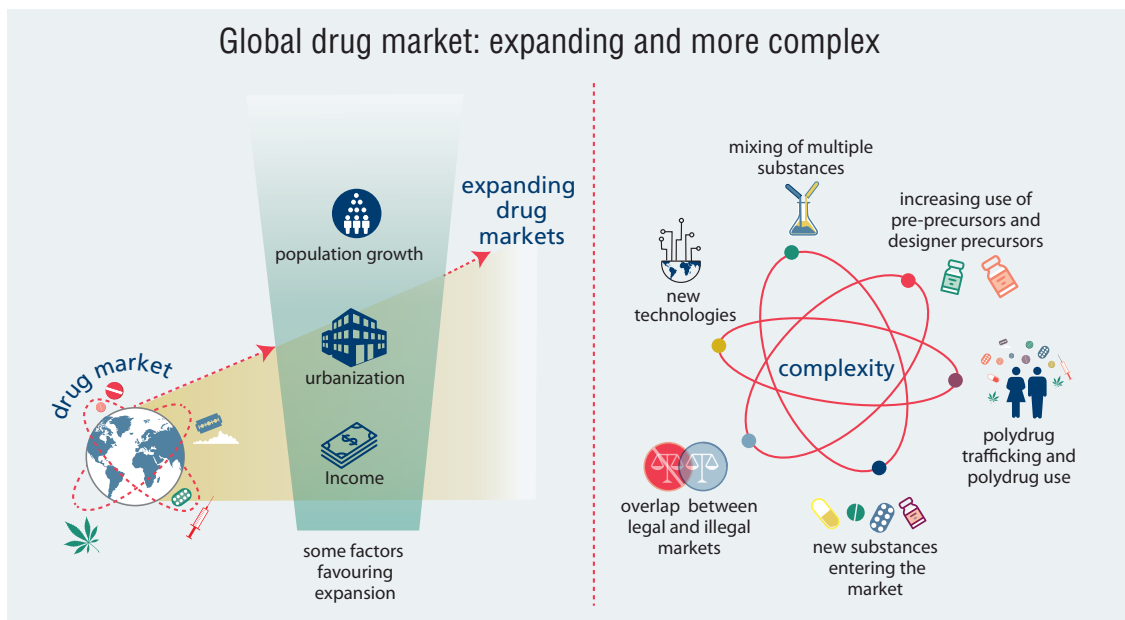 Global drug market: expanding and more complex
drug market
population growth
urbanization
Income
some factors
favouring
expansion
expanding
drug
markets
mixing of multiple
substances
increasing use of
pre-precursors and
designer precursors
new
technologies
complexity
polydrug
trafficking and
polydrug use
overlap between
legal and illegal
markets
new substances
entering the
market